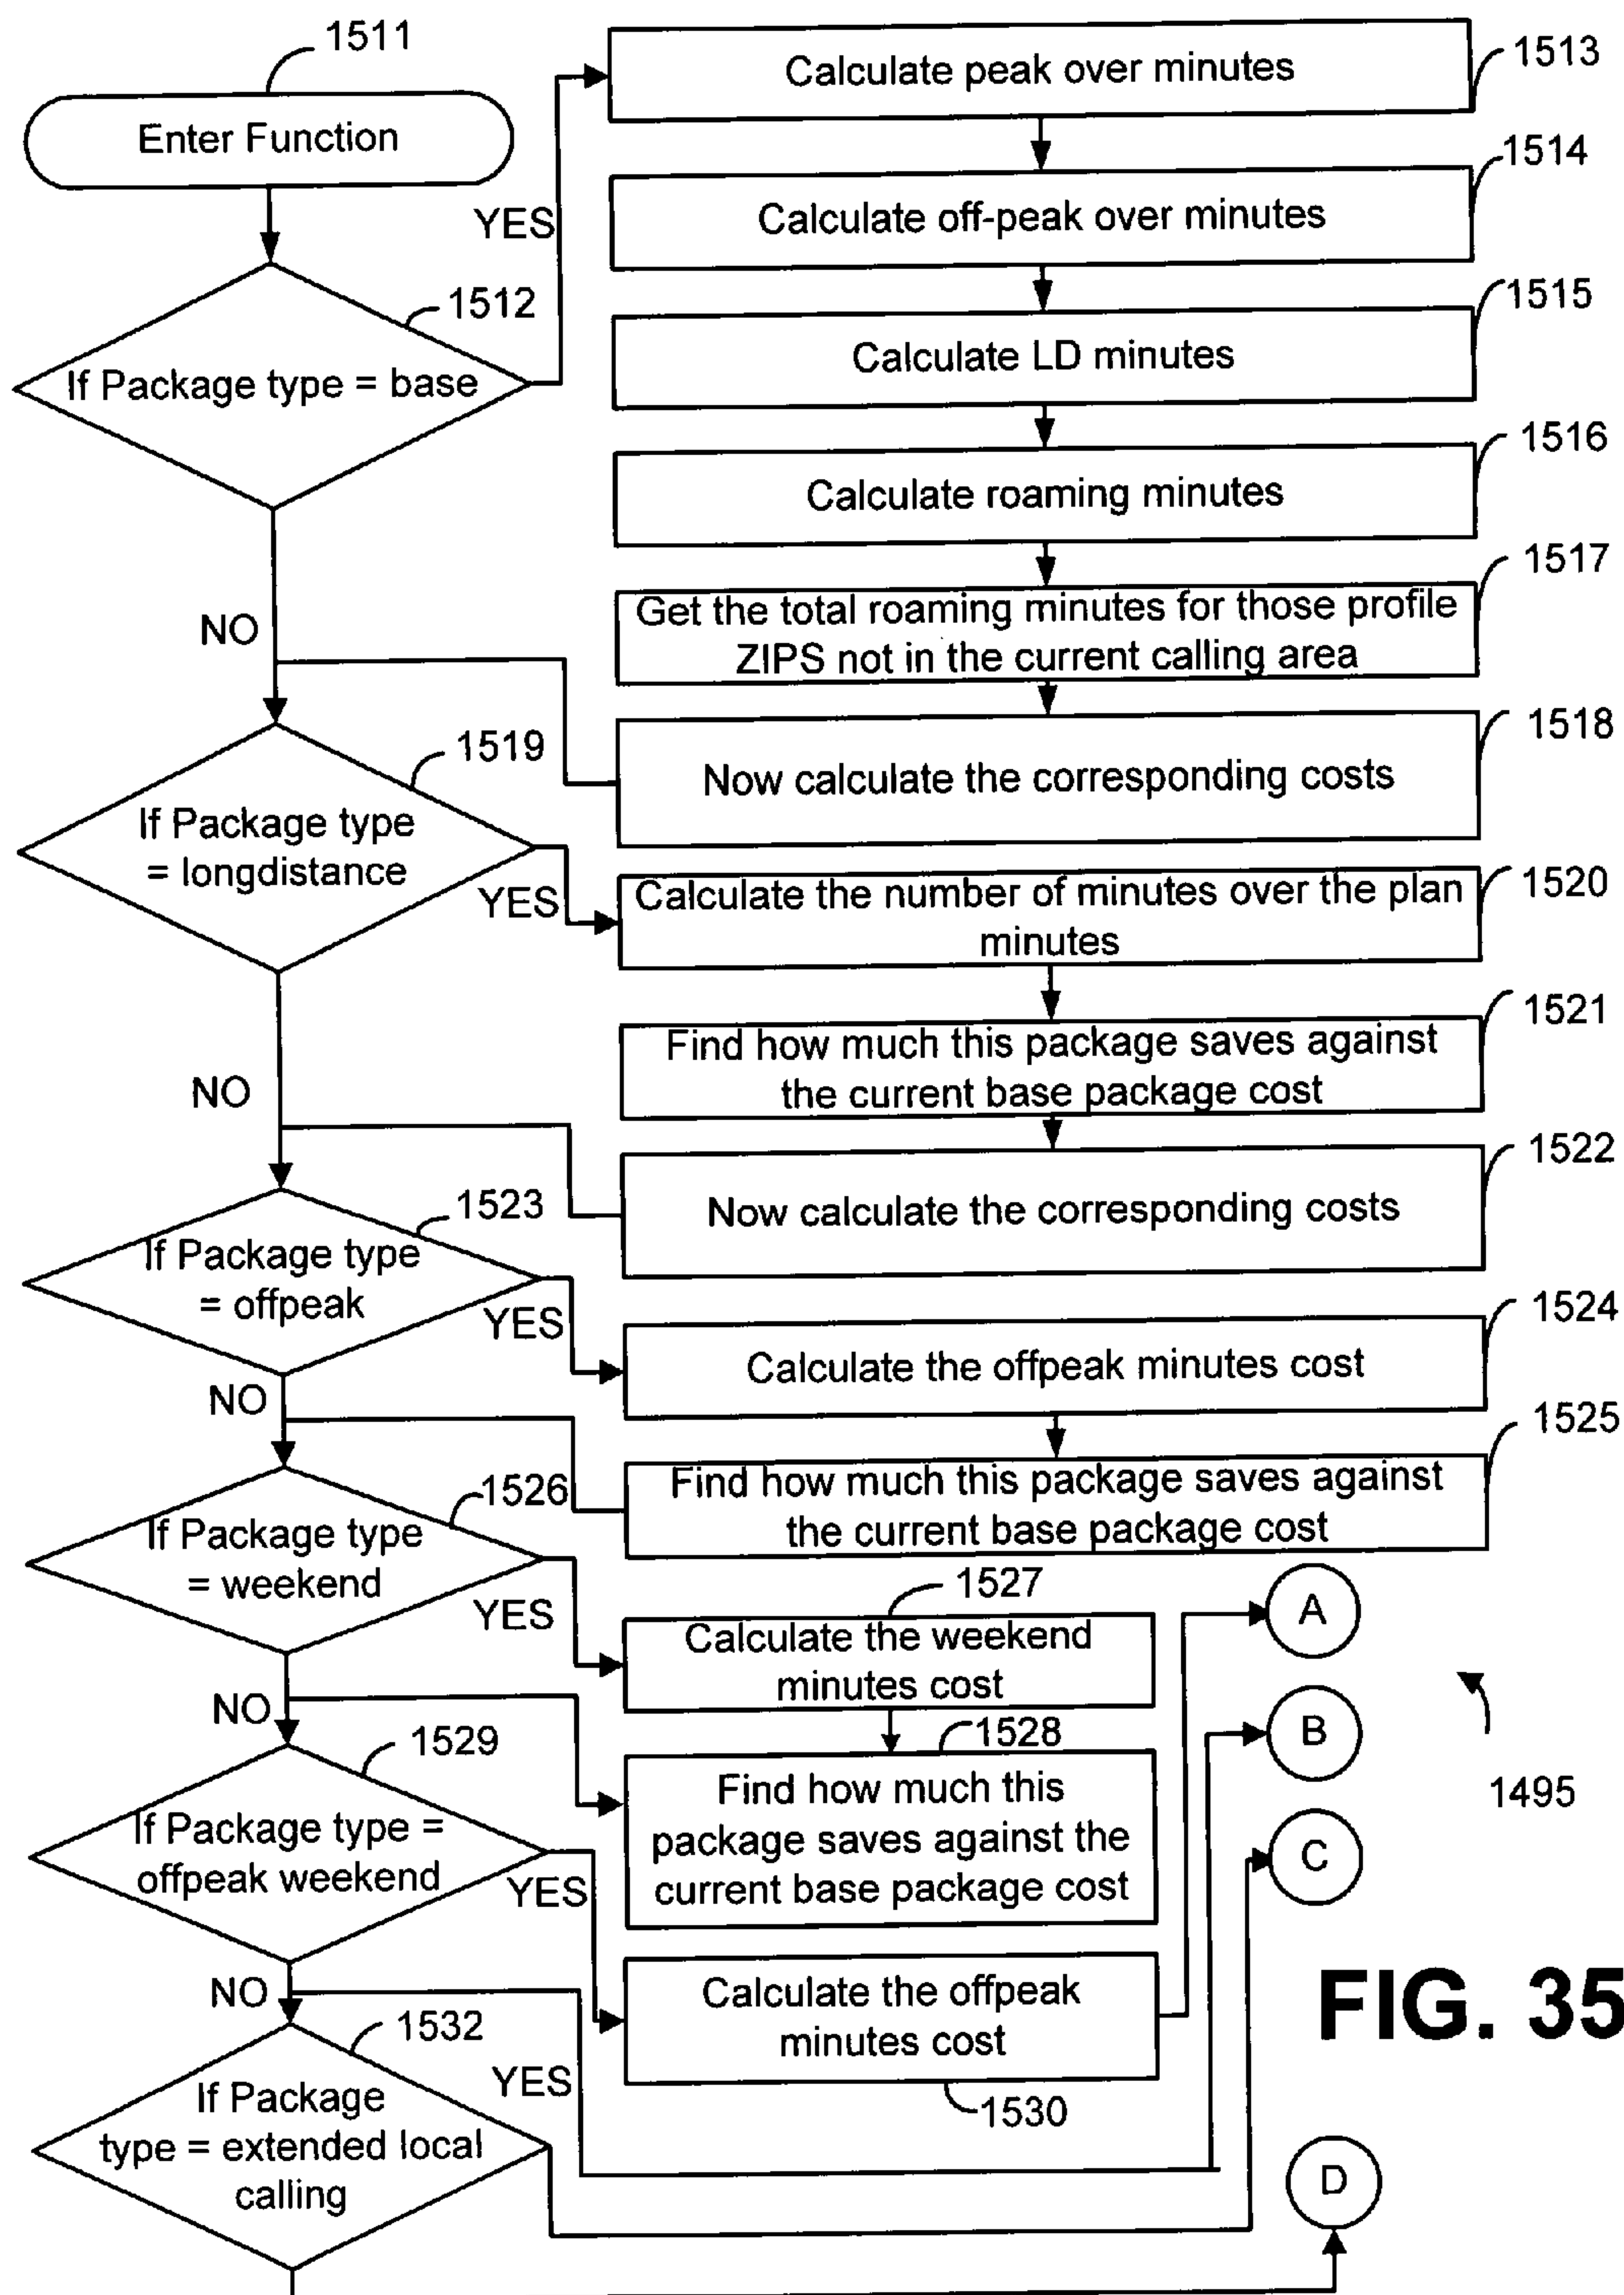 1511
Enter Function
YES
1512
If Package type = base
NO
Calculate peak over minutes
1513
Calculate off-peak over minutes
1514
Calculate LD minutes
1515
Calculate roaming minutes
1516
Get the total roaming minutes for those profile
ZIPS not in the current calling area
1517
Now calculate the corresponding costs
1518
1519
If Package type
= longdistance
YES
NO
Calculate the number of minutes over the plan
minutes
1520
Find how much this package saves against
the current base package cost
1521
Now calculate the corresponding costs
1522
1523
If Package type
= offpeak
YES
NO
Calculate the offpeak minutes cost
1524
Find how much this package saves against
the current base package cost
1525
1526
If Package type
= weekend
YES
NO
1527
Calculate the weekend
minutes cost
1528
Find how much this
package saves against the
current base package cost
1529
If Package type =
offpeak weekend
YES
NO
Calculate the offpeak
minutes cost
1530
1532
If Package
type = extended local
calling
YES
A
B
C
D
1495
FIG. 35